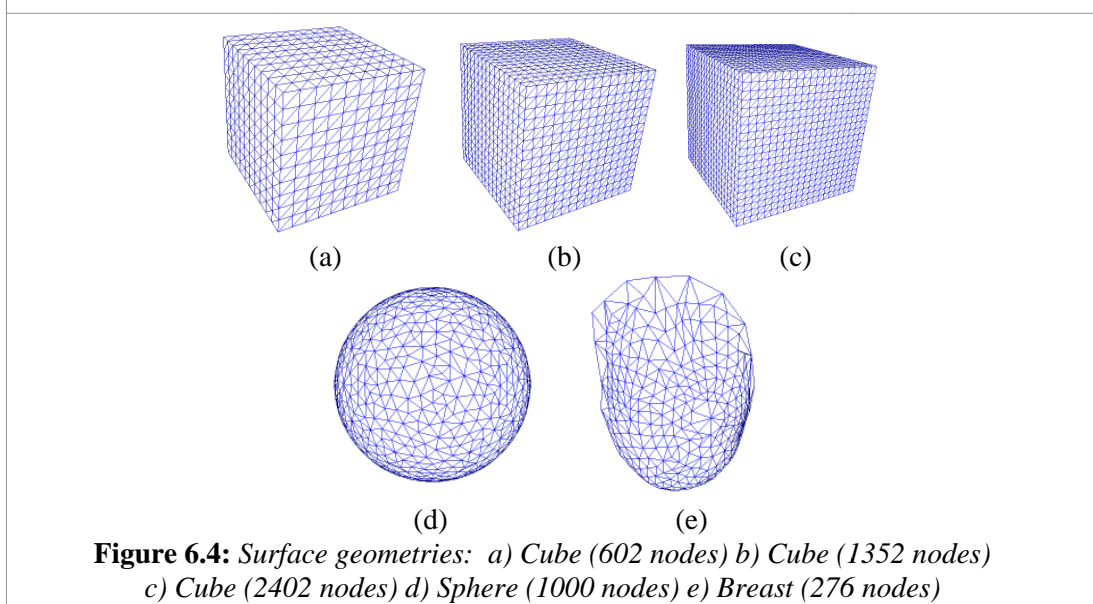 (a) (b) (c)
(d) (e)
Figure 6.4: Surface geometries: a) Cube (602 nodes) b) Cube (1352 nodes)
c) Cube (2402 nodes) d) Sphere (1000 nodes) e) Breast (276 nodes)